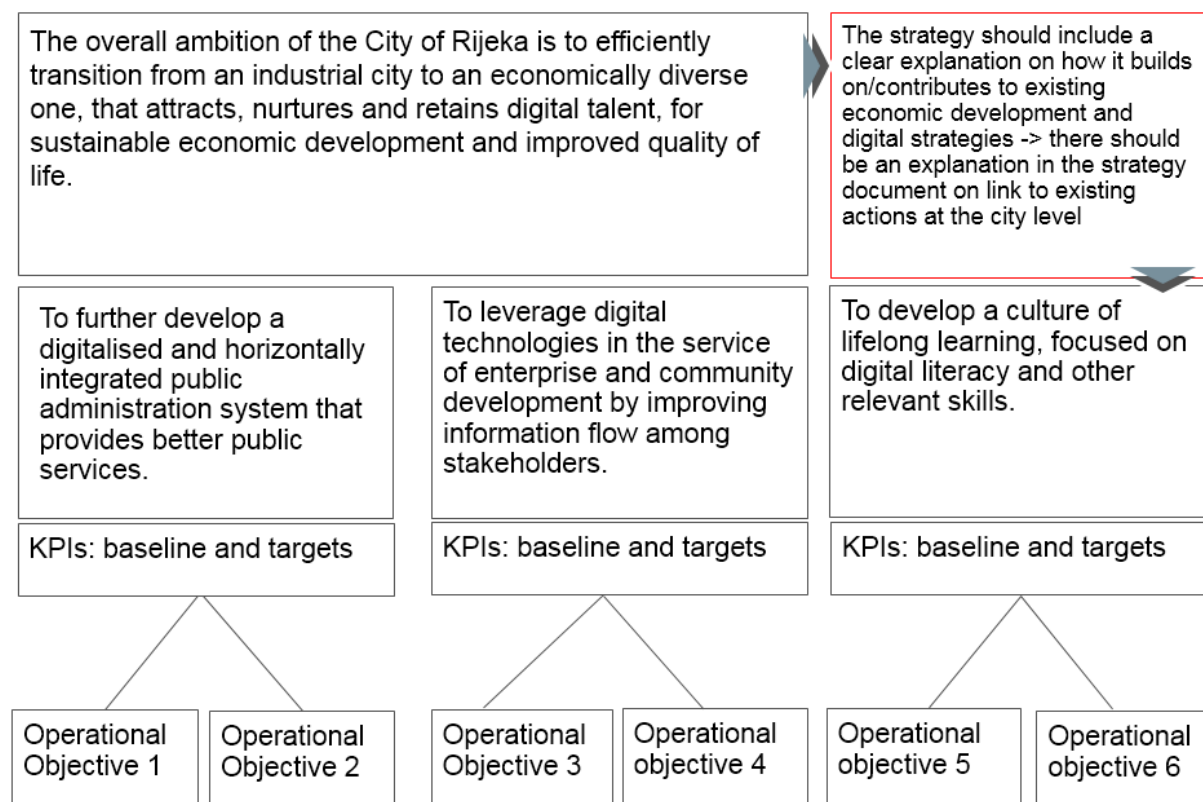 The overall ambition of the City of Rijeka is to efficiently
transition from an industrial city to an economically diverse
one, that attracts, nurtures and retains digital talent, for
sustainable economic development and improved quality of
life.
The strategy should include a
clear explanation on how it builds
on/contributes to existing
economic development and
digital strategies -> there should
be an explanation in the strategy
document on link to existing
actions at the city level
To further develop a
digitalised and horizontally
integrated public
administration system that
provides better public
services.
To leverage digital
technologies in the service
of enterprise and community
development by improving
information flow among
stakeholders.
To develop a culture of
lifelong learning, focused on
digital literacy and other
relevant skills.
KPIs: baseline and targets
KPIs: baseline and targets
KPIs: baseline and targets
Operational
Objective 1
Operational
Objective 2
Operational
Objective 3
Operational
objective 4
Operational
objective 5
Operational
objective 6